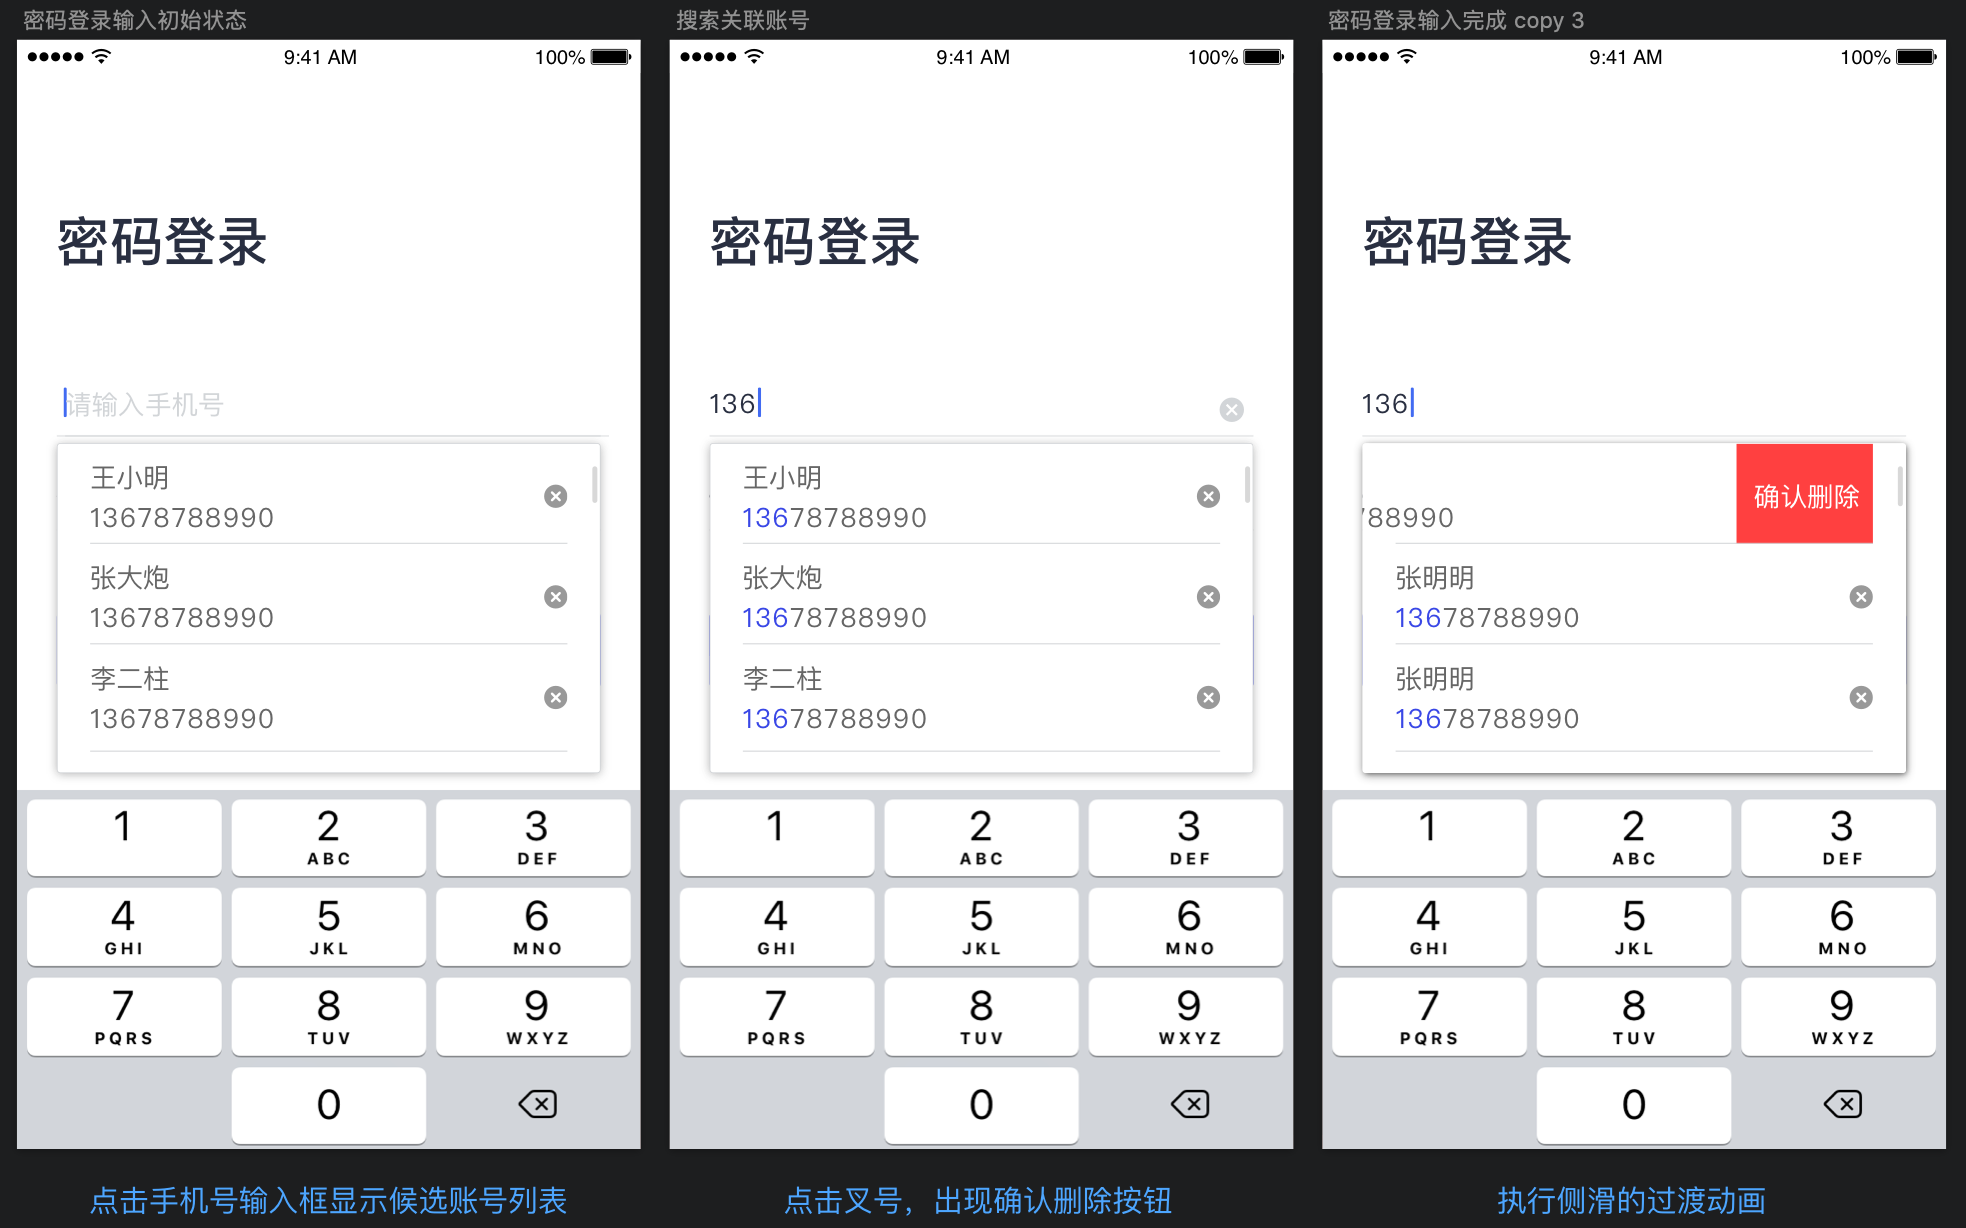 密码登录输入初始状态
9:41 AM
100%
密码登录
请输入手机号
王小明
13678788990
张大炮
13678788990
李二柱
13678788990
1
2
ABC
3
DEF
4
GHI
5
JKL
6
MNO
7
PQRS
8
TUV
9
WXYZ
0
点击手机号输入框显示候选账号列表
搜索关联账号
9:41 AM
100%
密码登录
136
王小明
13678788990
张大炮
13678788990
李二柱
13678788990
1
2
ABC
3
DEF
4
GHI
5
JKL
6
MNO
7
PQRS
8
TUV
9
WXYZ
0
点击叉号，出现确认删除按钮
密码登录输入完成 copy 3
9:41 AM
100%
密码登录
136
788990
确认删除
张明明
13678788990
张明明
13678788990
1
2
ABC
3
DEF
4
GHI
5
JKL
6
MNO
7
PQRS
8
TUV
9
WXYZ
0
执行侧滑的过渡动画